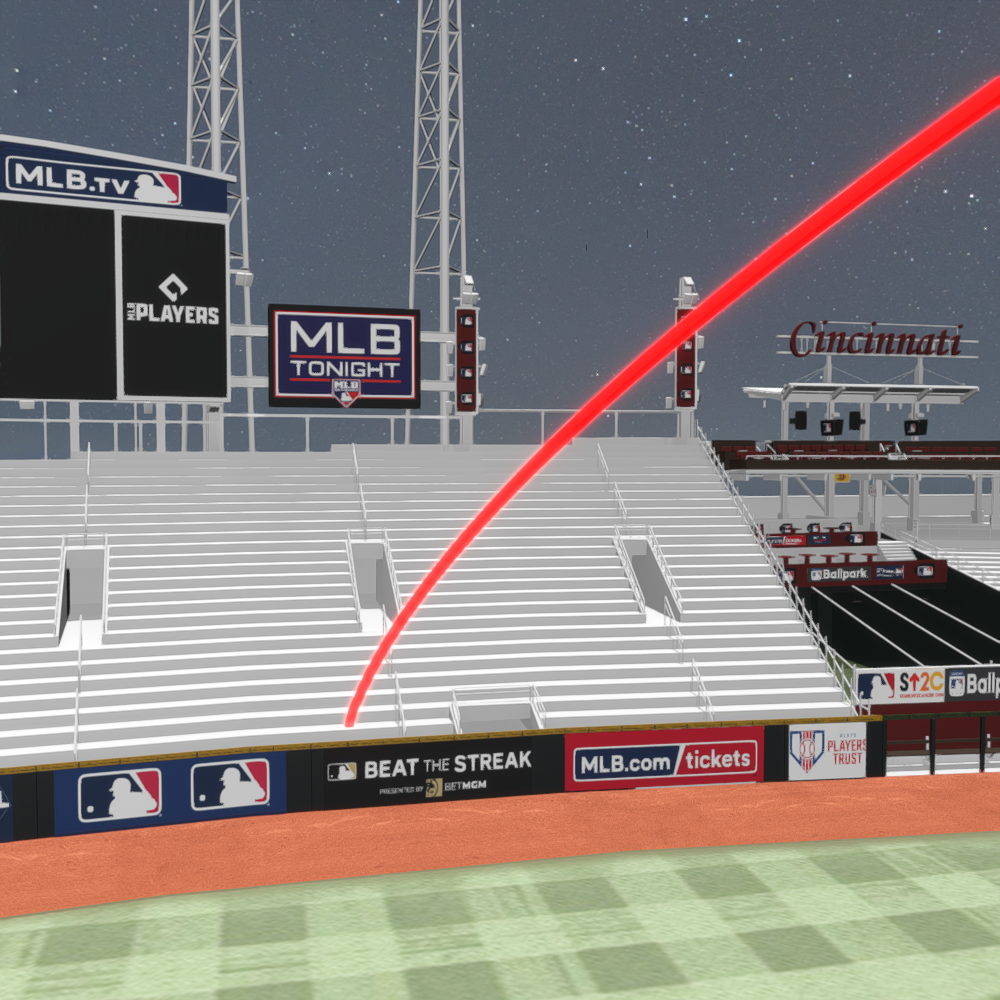 MLB.TV
MLB PLAYERS
MLB
TONIGHT
MLB
Cincinnati
Ballpark
S↑2C
Ballp
BEAT THE STREAK
PRESENTED BY BETMGM
MLB.com/tickets
PLAYERS
TRUST